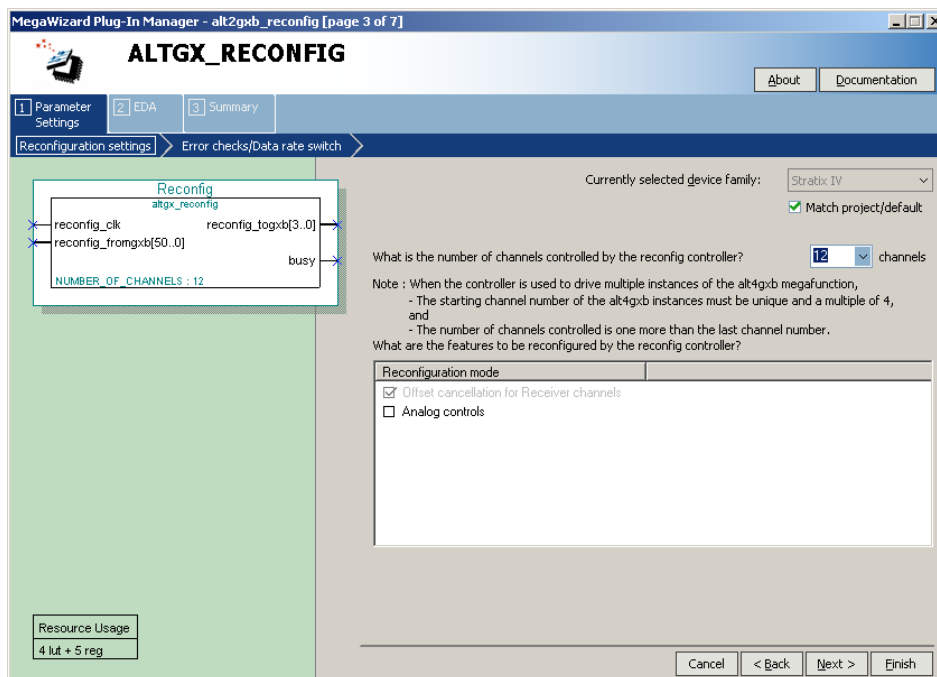 MegaWizard Plug-In Manager - alt2gxb_reconfig [page 3 of 7]
ALTGX_RECONFIG
About
Documentation
1 Parameter Settings
2 EDA
3 Summary
Reconfiguration settings
Error checks/Data rate switch
Reconfig
altgx_reconfig
reconfig_clk
reconfig_togxb[3..0]
reconfig_fromgxb[50..0]
busy
NUMBER_OF_CHANNELS : 12
Currently selected device family:
Stratix IV
Match project/default
What is the number of channels controlled by the reconfig controller?
12
channels
Note : When the controller is used to drive multiple instances of the alt4gxb megafunction,
- The starting channel number of the alt4gxb instances must be unique and a multiple of 4,
and
- The number of channels controlled is one more than the last channel number.
What are the features to be reconfigured by the reconfig controller?
Reconfiguration mode
Offset cancellation for Receiver channels
Analog controls
Resource Usage
4 lut + 5 reg
Cancel
< Back
Next >
Finish